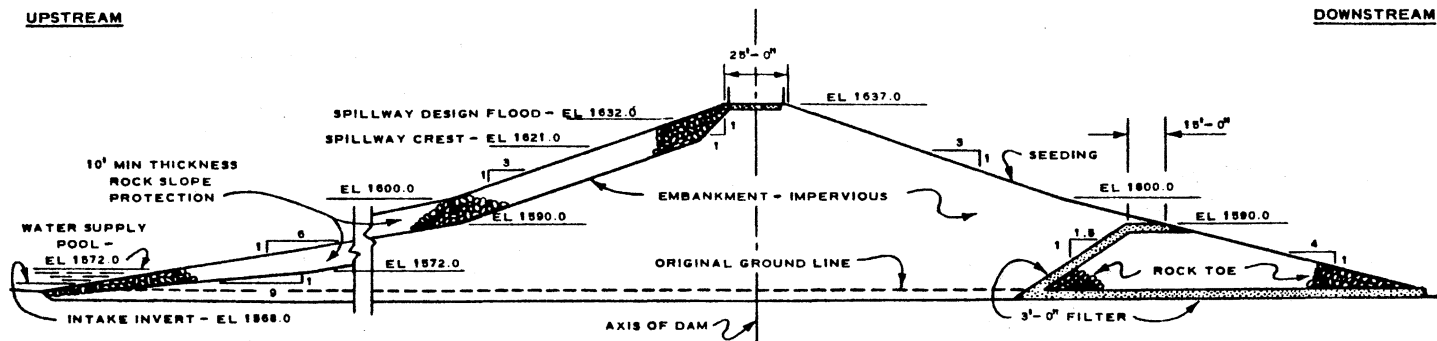 UPSTREAM
DOWNSTREAM
25'-0"
SPILLWAY DESIGN FLOOD - EL 1632.0
EL 1637.0
SPILLWAY CREST - EL 1621.0
1
1
3
1
15'-0"
10' MIN THICKNESS
ROCK SLOPE
PROTECTION
3
1
SEEDING
EL 1600.0
EMBANKMENT - IMPERVIOUS
EL 1600.0
EL 1590.0
EL 1590.0
WATER SUPPLY
POOL -
EL 1572.0
6
1
1.5
1
4
1
EL 1572.0
ORIGINAL GROUND LINE
ROCK TOE
9
1
INTAKE INVERT - EL 1568.0
AXIS OF DAM
3'-0" FILTER